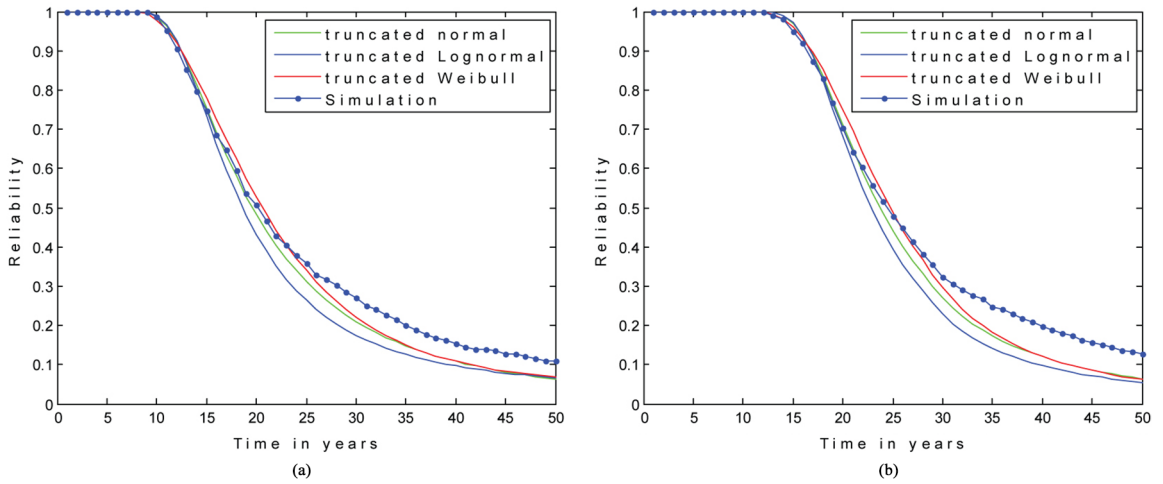 1
0.9
0.8
0.7
0.6
0.5
0.4
0.3
0.2
0.1
0
Reliability
0 5 10 15 20 25 30 35 40 45 50
Time in years
truncated normal
truncated Lognormal
truncated Weibull
Simulation
(a)
1
0.9
0.8
0.7
0.6
0.5
0.4
0.3
0.2
0.1
0
Reliability
0 5 10 15 20 25 30 35 40 45 50
Time in years
truncated normal
truncated Lognormal
truncated Weibull
Simulation
(b)